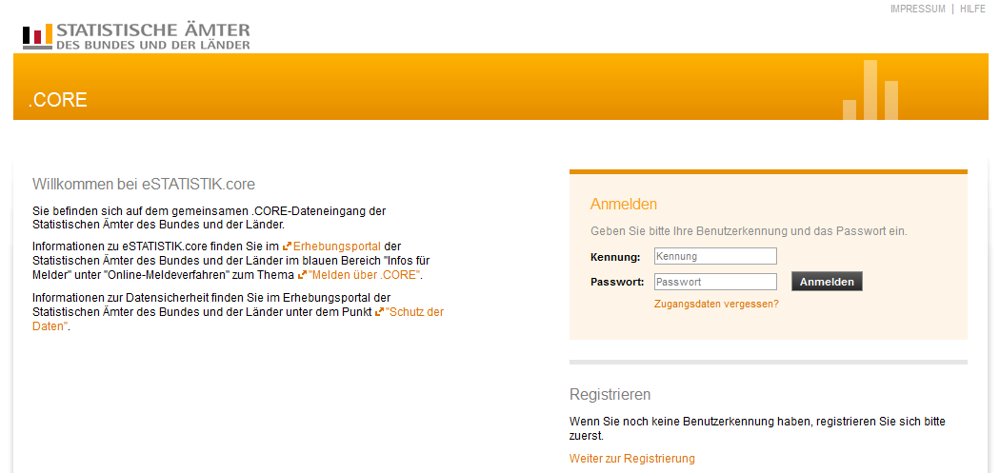 IMPRESSUM | HILFE
STATISTISCHE ÄMTER
DES BUNDES UND DER LÄNDER
.CORE
Willkommen bei eSTATISTIK.core
Sie befinden sich auf dem gemeinsamen .CORE-Dateneingang der
Statistischen Ämter des Bundes und der Länder.
Informationen zu eSTATISTIK.core finden Sie im Erhebungsportal der
Statistischen Ämter des Bundes und der Länder im blauen Bereich "Infos für
Melder" unter "Online-Meldeverfahren" zum Thema "Melden über .CORE".
Informationen zur Datensicherheit finden Sie im Erhebungsportal der
Statistischen Ämter des Bundes und der Länder unter dem Punkt "Schutz der
Daten".
Anmelden
Geben Sie bitte Ihre Benutzerkennung und das Passwort ein.
Kennung: Kennung
Passwort: Passwort Anmelden
Zugangsdaten vergessen?
Registrieren
Wenn Sie noch keine Benutzerkennung haben, registrieren Sie sich bitte
zuerst.
Weiter zur Registrierung